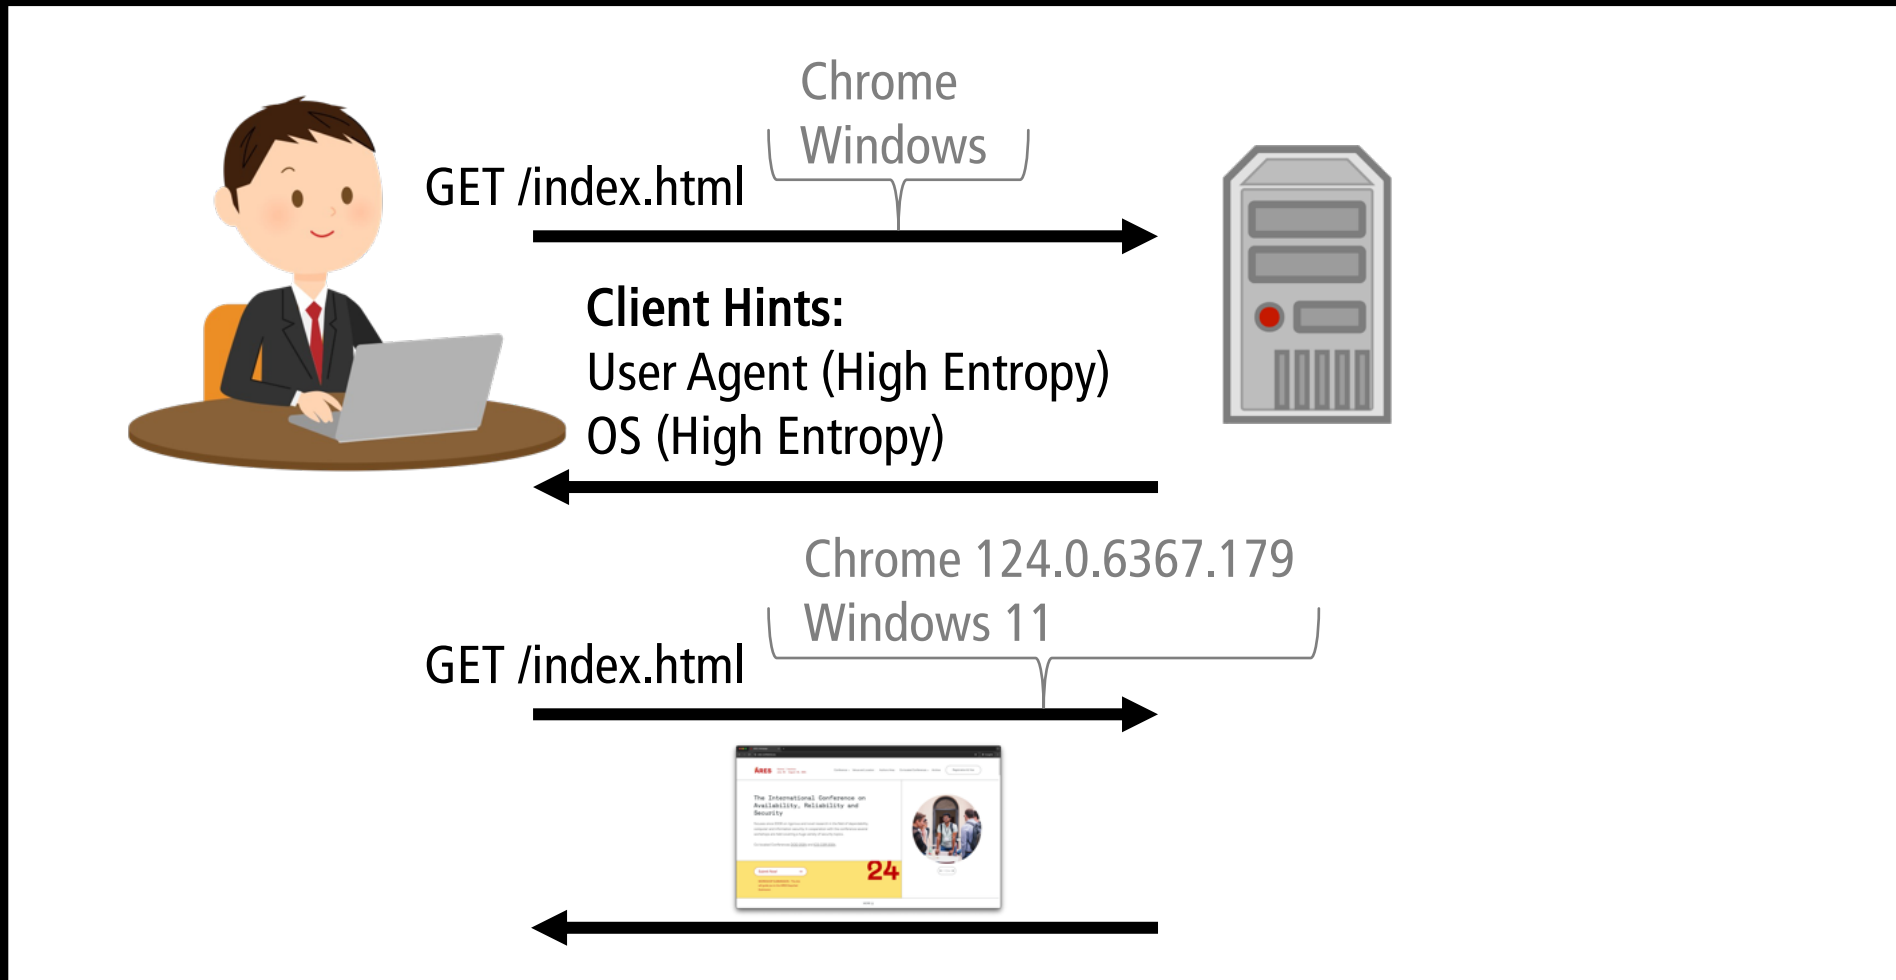 Chrome
Windows
GET /index.html
Client Hints:
User Agent (High Entropy)
OS (High Entropy)
Chrome 124.0.6367.179
Windows 11
GET /index.html
ARES
The International Conference on
Availability, Reliability and
Security
24